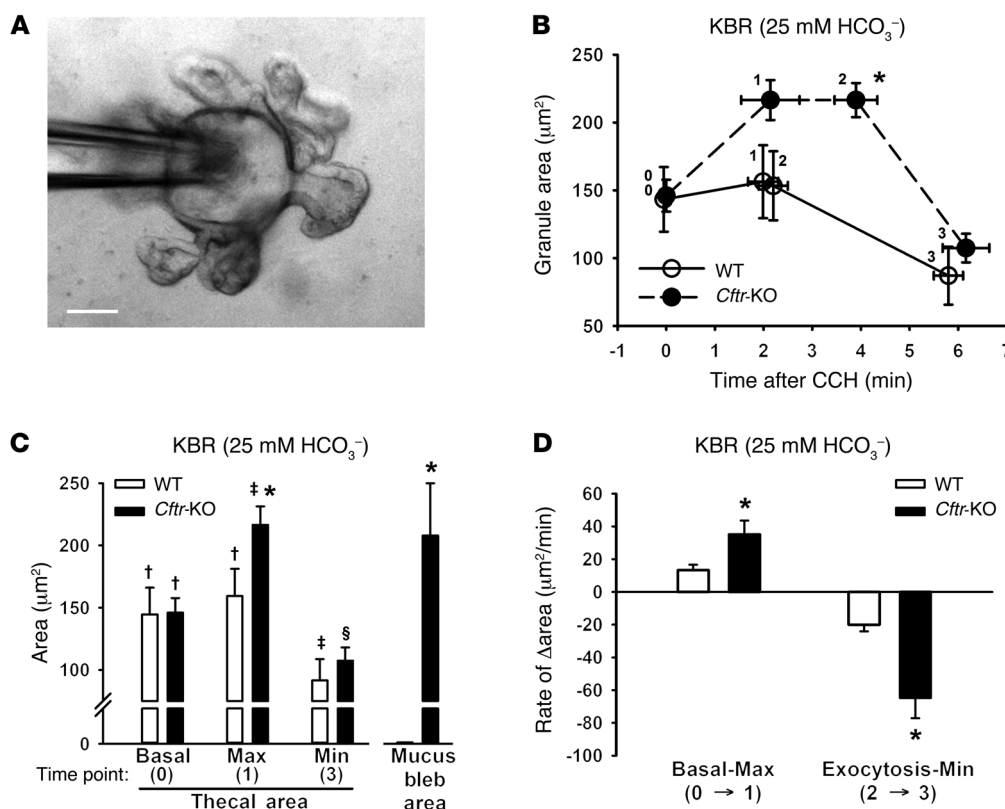 A
B
KBR (25 mM HCO₃⁻)
Granule area (μm²)
250
200
150
100
50
1
2
*
0
0
1
2
3
3
WT
Cftr-KO
-1 0 1 2 3 4 5 6 7
Time after CCH (min)
C
KBR (25 mM HCO₃⁻)
WT
Cftr-KO
Area (μm²)
250
200
150
100
0
† † † ‡ * ‡ § *
Basal Max Min Mucus
Time point: (0) (1) (3) bleb
Thecal area area
D
KBR (25 mM HCO₃⁻)
WT
Cftr-KO
Rate of Δarea (μm²/min)
60
40
20
0
-20
-40
-60
-80
-100
*
*
Basal-Max Exocytosis-Min
(0 → 1) (2 → 3)